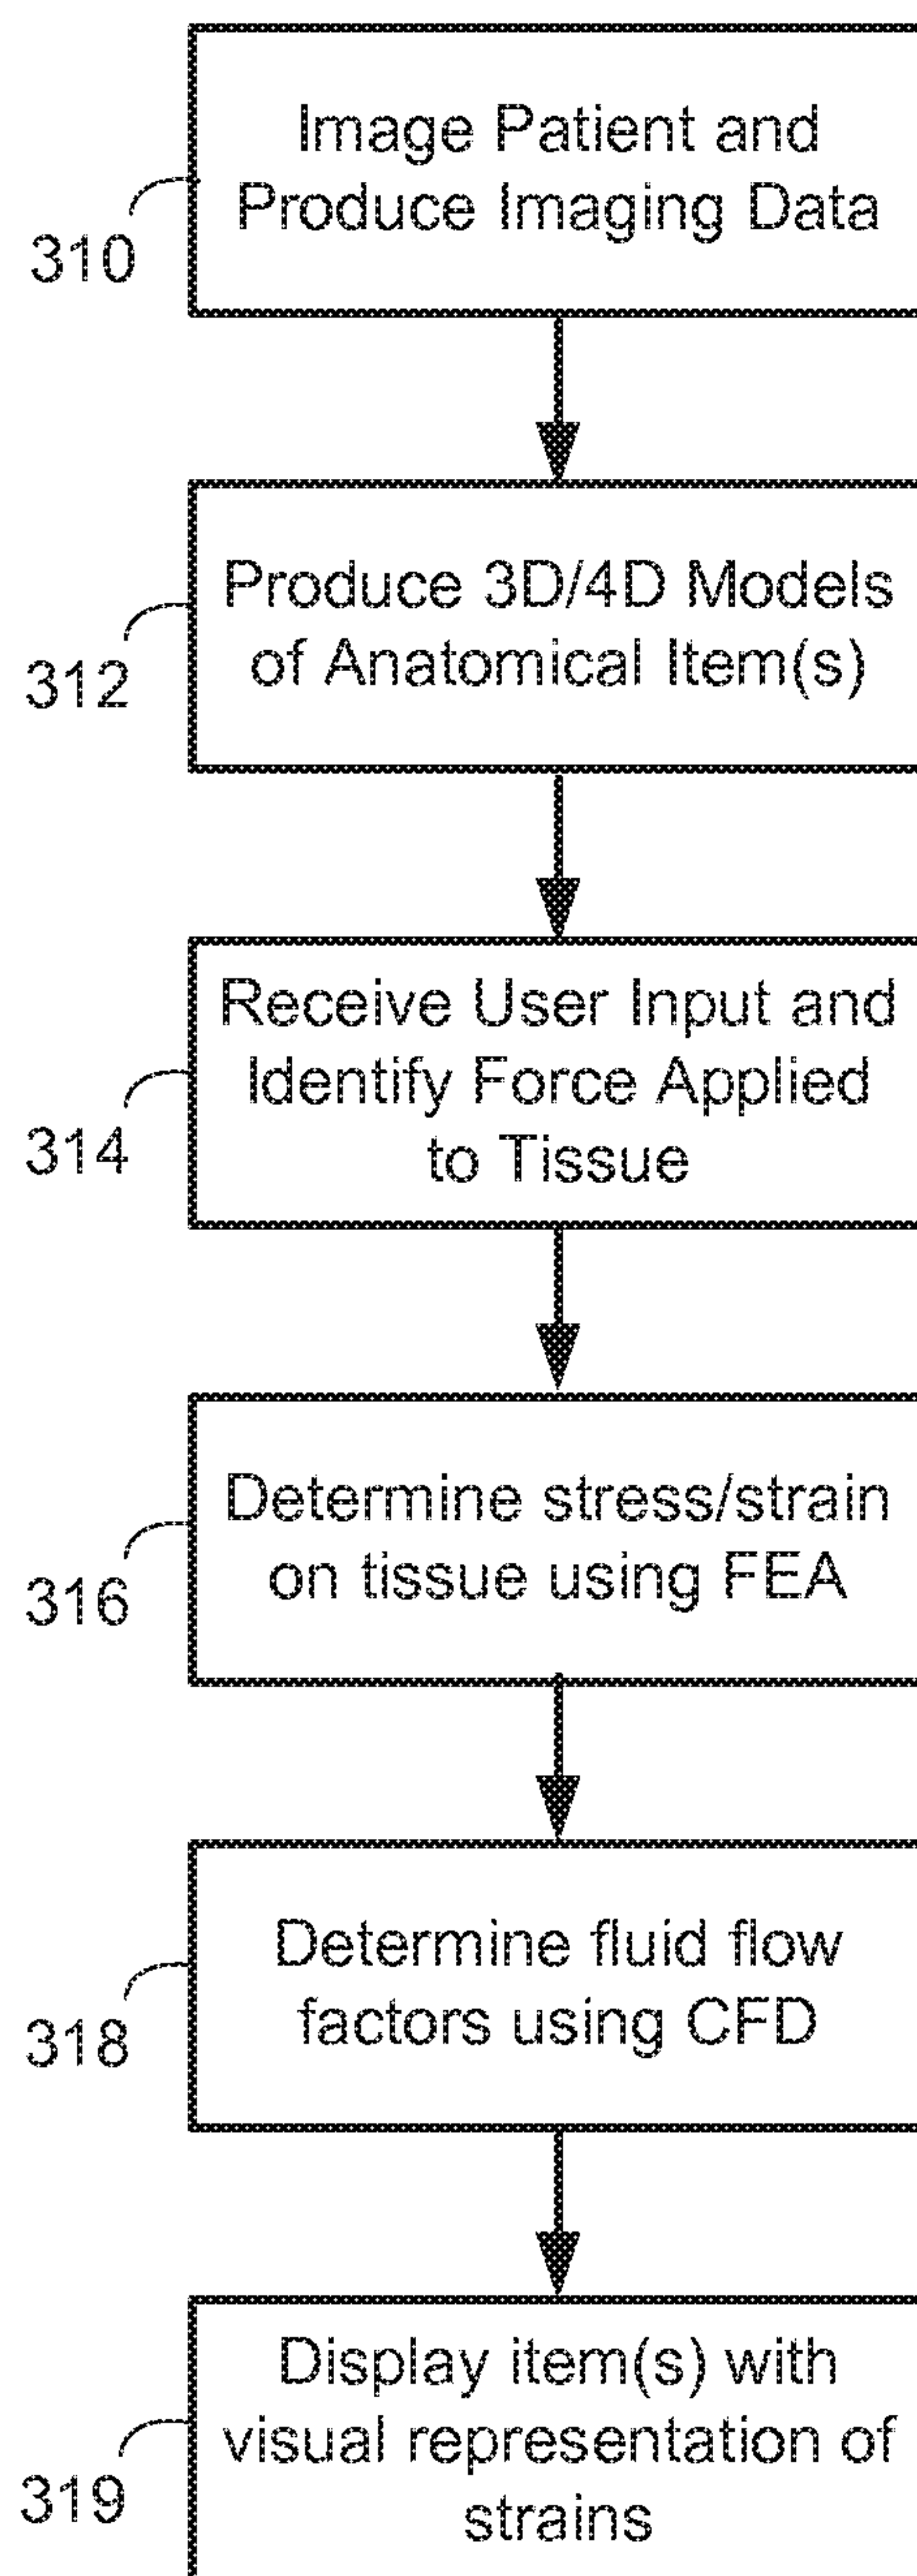 Image Patient and
Produce Imaging Data
310
Produce 3D/4D Models
of Anatomical Item(s)
312
Receive User Input and
Identify Force Applied
to Tissue
314
Determine stress/strain
on tissue using FEA
316
Determine fluid flow
factors using CFD
318
Display item(s) with
visual representation of
strains
319